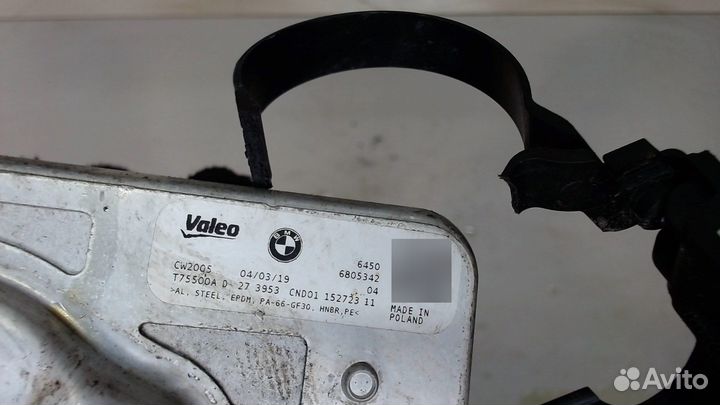 Valeo
BMW
6450
CW200S 04/03/19 6805342
T75500A D 27 3953 CND01 152723 11 04
>AL, STEEL, EPDM, PA-66-GF30, HNBR,PE<
MADE IN
POLAND
Avito